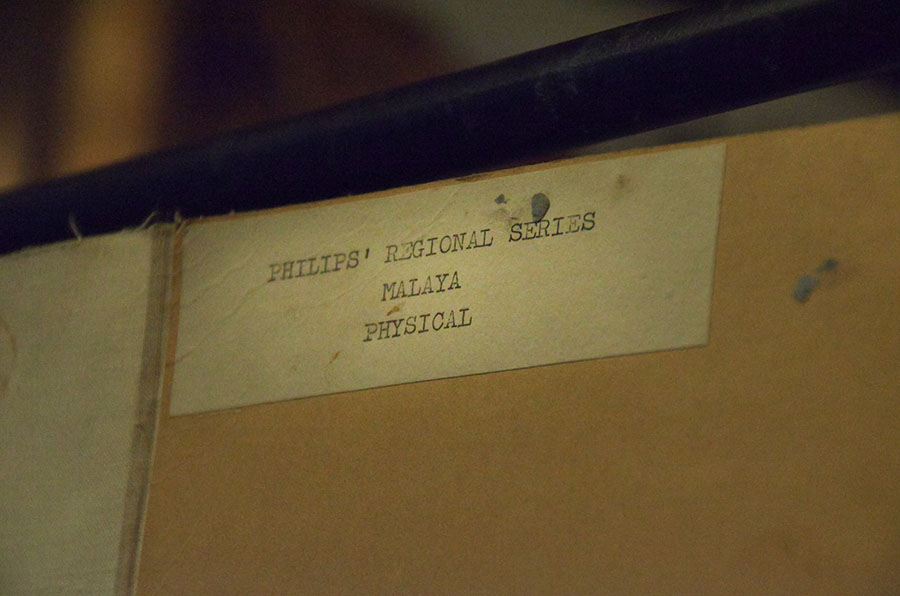 PHILIPS' REGIONAL SERIES
MALAYA
PHYSICAL